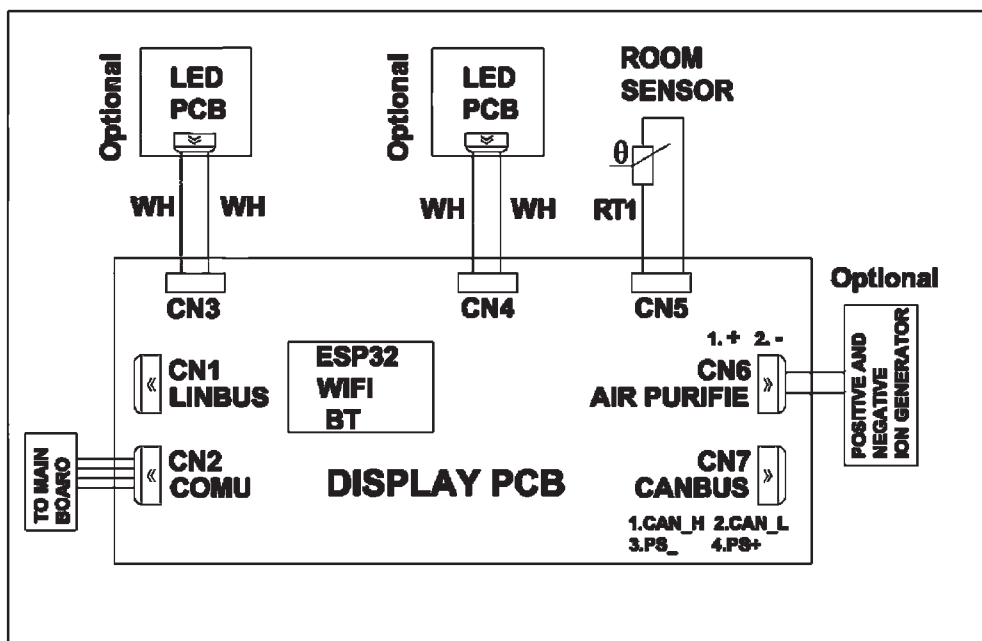 Optional
LED
PCB
WH
WH
Optional
LED
PCB
WH
WH
ROOM
SENSOR
θ
RT1
CN3
CN4
CN5
Optional
1.+ 2.-
CN1
LINBUS
ESP32
WIFI
BT
CN6
AIR PURIFIE
POSITIVE AND
NEGATIVE
ION GENERATOR
TO MAIN
BOARO
CN2
COMU
DISPLAY PCB
CN7
CANBUS
1.CAN_H 2.CAN_L
3.PS_ 4.PS+